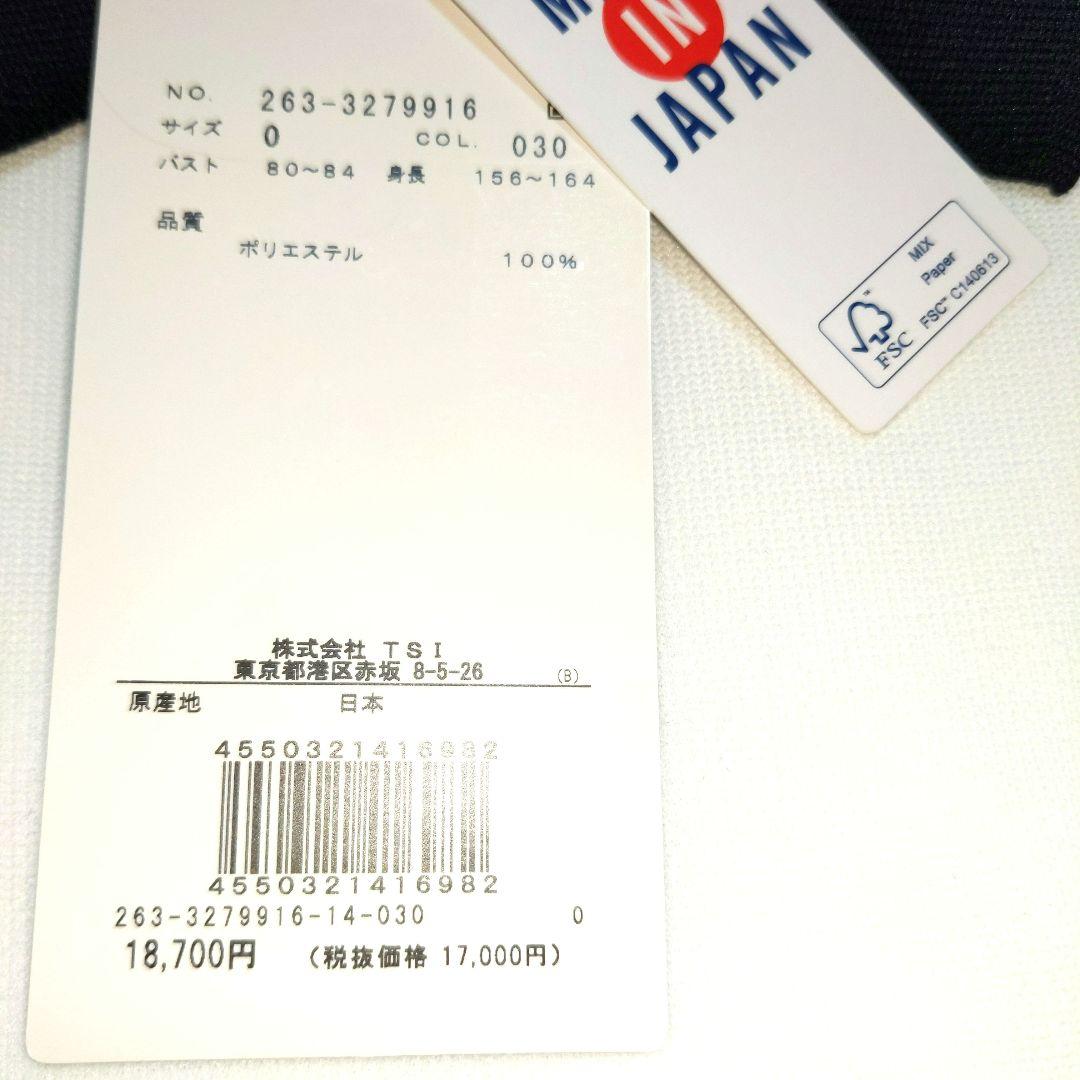 NO. 263-3279916
サイズ 0 COL. 030
バスト 80~84 身長 156~164
品質
ポリエステル 100%
株式会社 TSI
東京都港区赤坂 8-5-26 (B)
原産地 日本
4550321416982
4550321416982
263-3279916-14-030 0
18,700円 (税抜価格 17,000円)
IN
JAPAN
MIX
Paper
FSC™ C140613
FSC